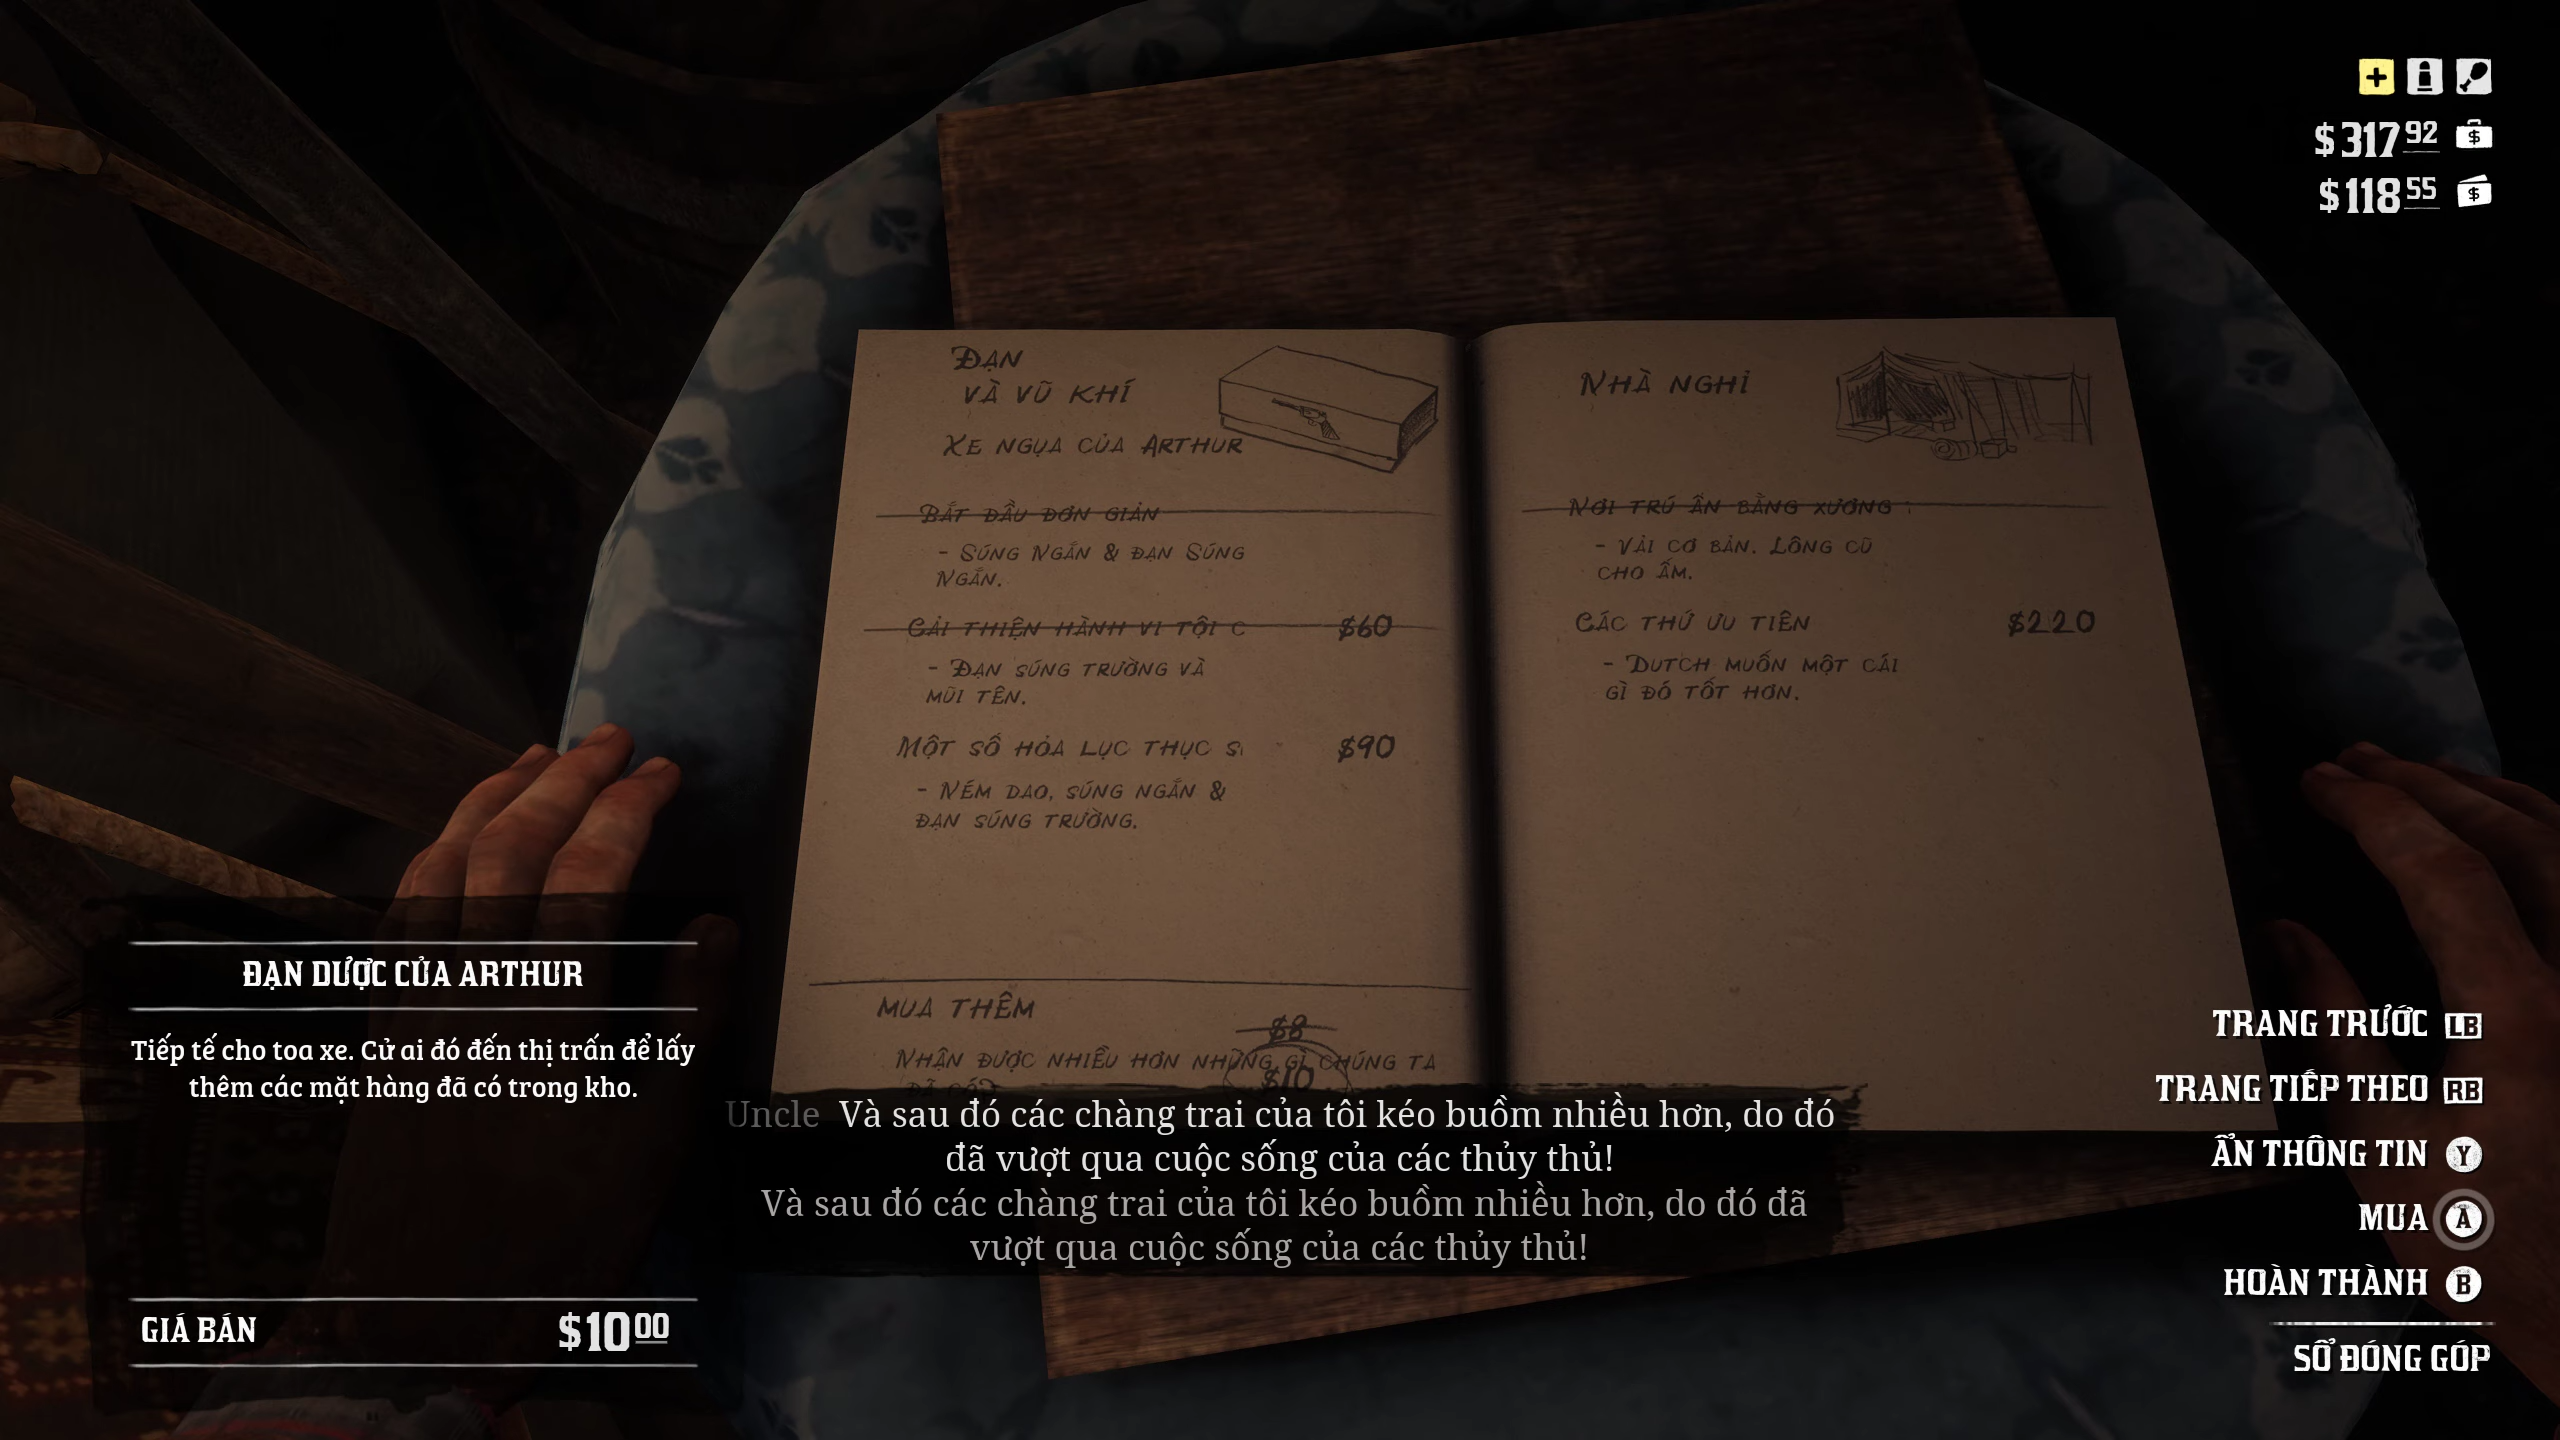 $317 92
$118 55
ĐẠN
VÀ VŨ KHÍ
XE NGỰA CỦA ARTHUR
BẮT ĐẦU ĐƠN GIẢN
- SÚNG NGẮN & ĐẠN SÚNG
NGẮN.
CẢI THIỆN HÀNH VI TỘI C $60
- ĐẠN SÚNG TRƯỜNG VÀ
MŨI TÊN.
MỘT SỐ HỎA LỤC THỤC $90
- NÉM DAO, SÚNG NGẮN &
ĐẠN SÚNG TRƯỜNG.
MUA THÊM
$8
NHẬN ĐƯỢC NHIỀU HƠN NHỮNG GÌ CHÚNG TA
$10
NHÀ NGHỈ
NƠI TRÚ ẨN BẰNG XƯƠNG
- VẢI CƠ BẢN. LÔNG CŨ
CHO ẤM.
CÁC THỨ ƯU TIÊN $220
- DUTCH MUỐN MỘT CÁI
GÌ ĐÓ TỐT HƠN.
ĐẠN DƯỢC CỦA ARTHUR
Tiếp tế cho toa xe. Cử ai đó đến thị trấn để lấy
thêm các mặt hàng đã có trong kho.
GIÁ BÁN $10 00
Uncle Và sau đó các chàng trai của tôi kéo buồm nhiều hơn, do đó
đã vượt qua cuộc sống của các thủy thủ!
Và sau đó các chàng trai của tôi kéo buồm nhiều hơn, do đó đã
vượt qua cuộc sống của các thủy thủ!
TRANG TRƯỚC LB
TRANG TIẾP THEO RB
ẨN THÔNG TIN Y
MUA A
HOÀN THÀNH B
SỔ ĐÓNG GÓP